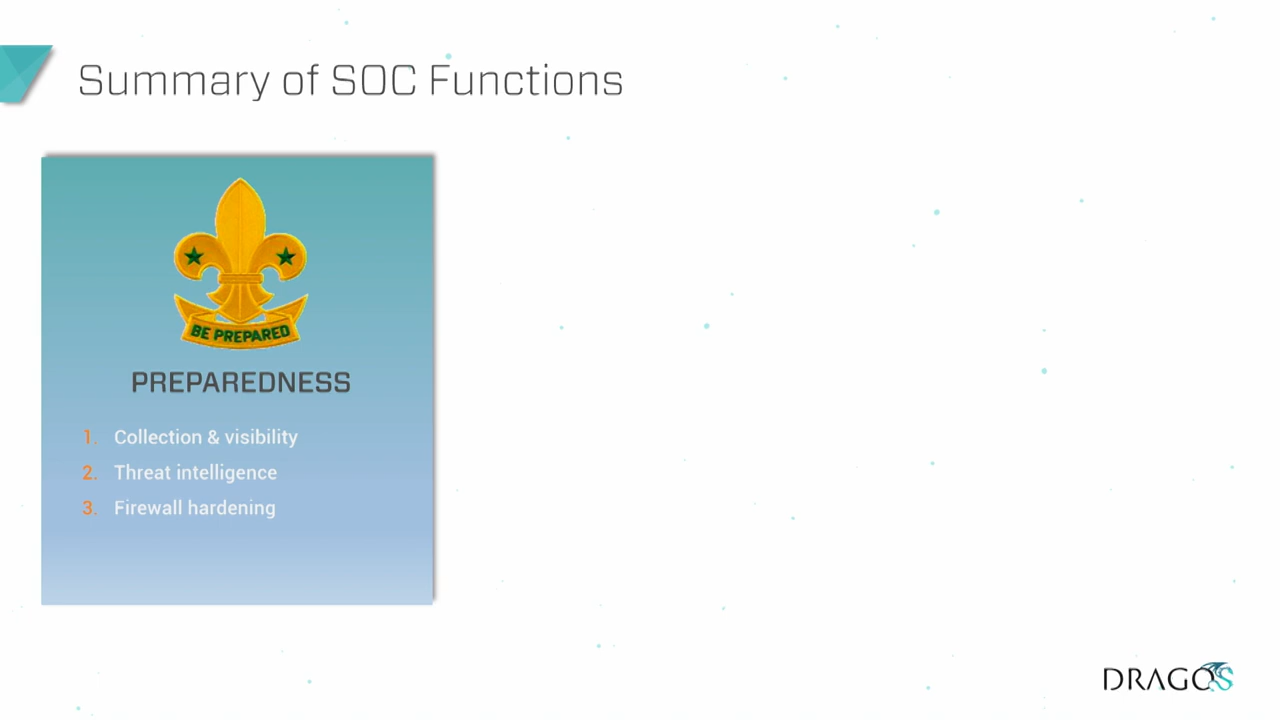 Summary of SOC Functions
BE PREPARED
PREPAREDNESS
1. Collection & visibility
2. Threat intelligence
3. Firewall hardening
DRAGOS